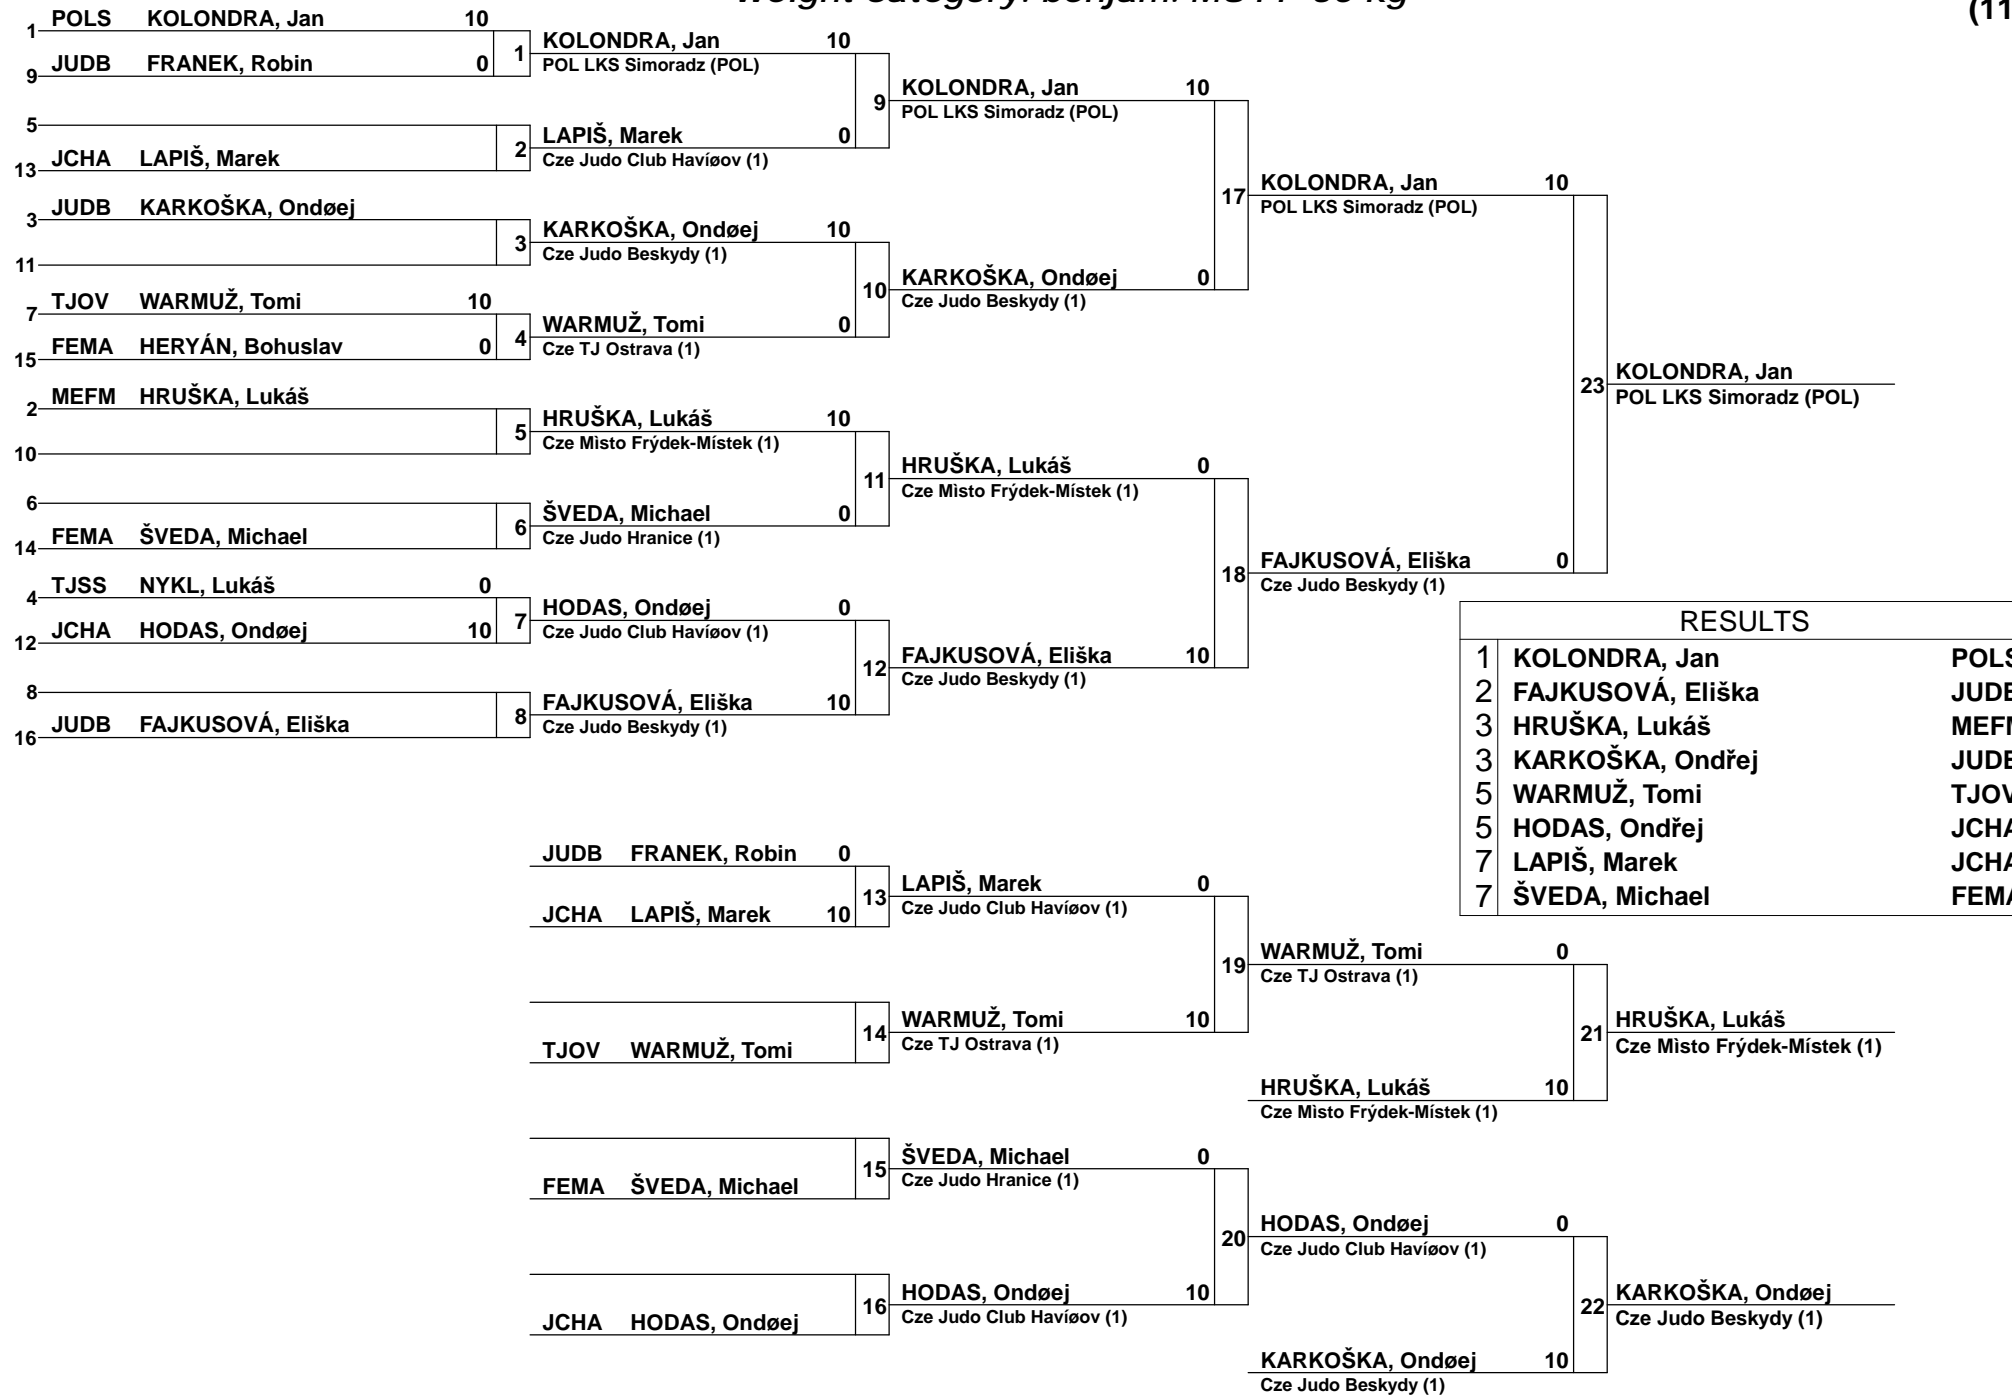 (11
1 POLS KOLONDRA, Jan 10
9 JUDB FRANEK, Robin 0
5
13 JCHA LAPIŠ, Marek
3 JUDB KARKOŠKA, Ondøej
11
7 TJOV WARMUŽ, Tomi 10
15 FEMA HERYÁN, Bohuslav 0
2 MEFM HRUŠKA, Lukáš
10
6
14 FEMA ŠVEDA, Michael
4 TJSS NYKL, Lukáš 0
12 JCHA HODAS, Ondøej 10
8
16 JUDB FAJKUSOVÁ, Eliška
1 KOLONDRA, Jan 10
POL LKS Simoradz (POL)
2 LAPIŠ, Marek 0
Cze Judo Club Havíøov (1)
3 KARKOŠKA, Ondøej 10
Cze Judo Beskydy (1)
4 WARMUŽ, Tomi 0
Cze TJ Ostrava (1)
5 HRUŠKA, Lukáš 10
Cze Mìsto Frýdek-Místek (1)
6 ŠVEDA, Michael 0
Cze Judo Hranice (1)
7 HODAS, Ondøej 0
Cze Judo Club Havíøov (1)
8 FAJKUSOVÁ, Eliška 10
Cze Judo Beskydy (1)
9 KOLONDRA, Jan 10
POL LKS Simoradz (POL)
10 KARKOŠKA, Ondøej 0
Cze Judo Beskydy (1)
11 HRUŠKA, Lukáš 0
Cze Mìsto Frýdek-Místek (1)
12 FAJKUSOVÁ, Eliška 10
Cze Judo Beskydy (1)
17 KOLONDRA, Jan 10
POL LKS Simoradz (POL)
18 FAJKUSOVÁ, Eliška 0
Cze Judo Beskydy (1)
23 KOLONDRA, Jan
POL LKS Simoradz (POL)
RESULTS
1 KOLONDRA, Jan POLS
2 FAJKUSOVÁ, Eliška JUDB
3 HRUŠKA, Lukáš MEFM
3 KARKOŠKA, Ondřej JUDB
5 WARMUŽ, Tomi TJOV
5 HODAS, Ondřej JCHA
7 LAPIŠ, Marek JCHA
7 ŠVEDA, Michael FEMA
JUDB FRANEK, Robin 0
JCHA LAPIŠ, Marek 10
TJOV WARMUŽ, Tomi
FEMA ŠVEDA, Michael
JCHA HODAS, Ondøej
13 LAPIŠ, Marek 0
Cze Judo Club Havíøov (1)
14 WARMUŽ, Tomi 10
Cze TJ Ostrava (1)
15 ŠVEDA, Michael 0
Cze Judo Hranice (1)
16 HODAS, Ondøej 10
Cze Judo Club Havíøov (1)
19 WARMUŽ, Tomi 0
Cze TJ Ostrava (1)
HRUŠKA, Lukáš 10
Cze Mìsto Frýdek-Místek (1)
20 HODAS, Ondøej 0
Cze Judo Club Havíøov (1)
KARKOŠKA, Ondøej 10
Cze Judo Beskydy (1)
21 HRUŠKA, Lukáš
Cze Mìsto Frýdek-Místek (1)
22 KARKOŠKA, Ondøej
Cze Judo Beskydy (1)